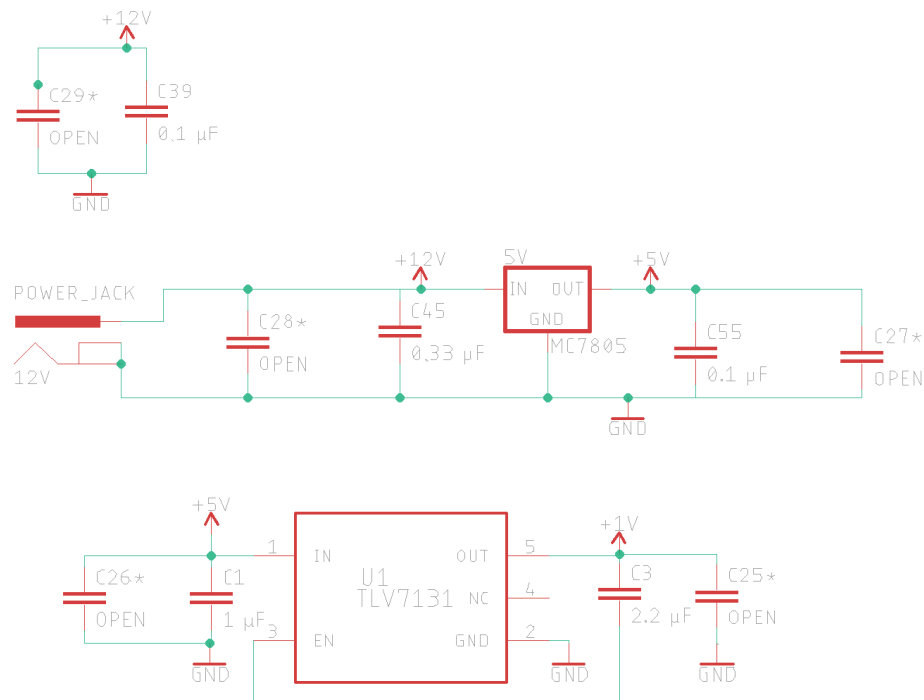 +12V
C29*
C39
OPEN
0.1 µF
GND
+12V
5V
+5V
POWER_JACK
IN
OUT
C28*
C45
GND
C55
C27*
MC7805
OPEN
0.33 µF
12V
0.1 µF
OPEN
GND
+5V
+1V
1
IN
OUT
5
C26*
C1
U1
NC
4
C3
C25*
TLV7131
OPEN
1 µF
2.2 µF
OPEN
3
EN
GND
2
GND
GND
GND